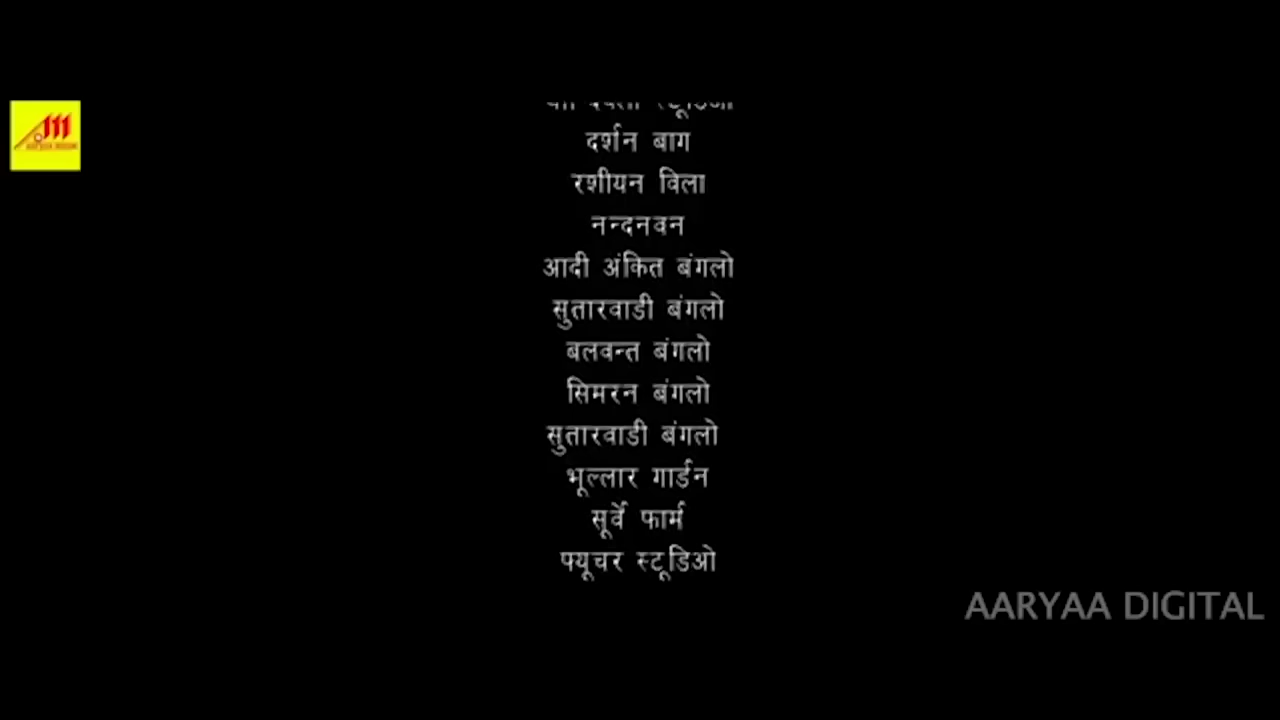 स्टूडिओ
दर्शन बाग
रशीयन विला
नन्दनवन
आदी अंकित बंगलो
सुतारवाडी बंगलो
बलवन्त बंगलो
सिमरन बंगलो
सुतारवाडी बंगलो
भूल्लार गार्डन
सूर्वे फार्म
फ्यूचर स्टूडिओ
AARYAA DIGITAL